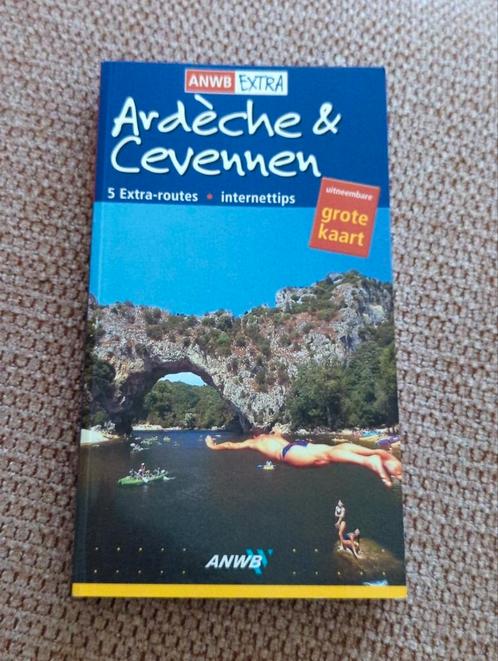 ANWB EXTRA
Ardèche &
Cevennen
5 Extra-routes • internettips
uitneembare
grote
kaart
ANWB